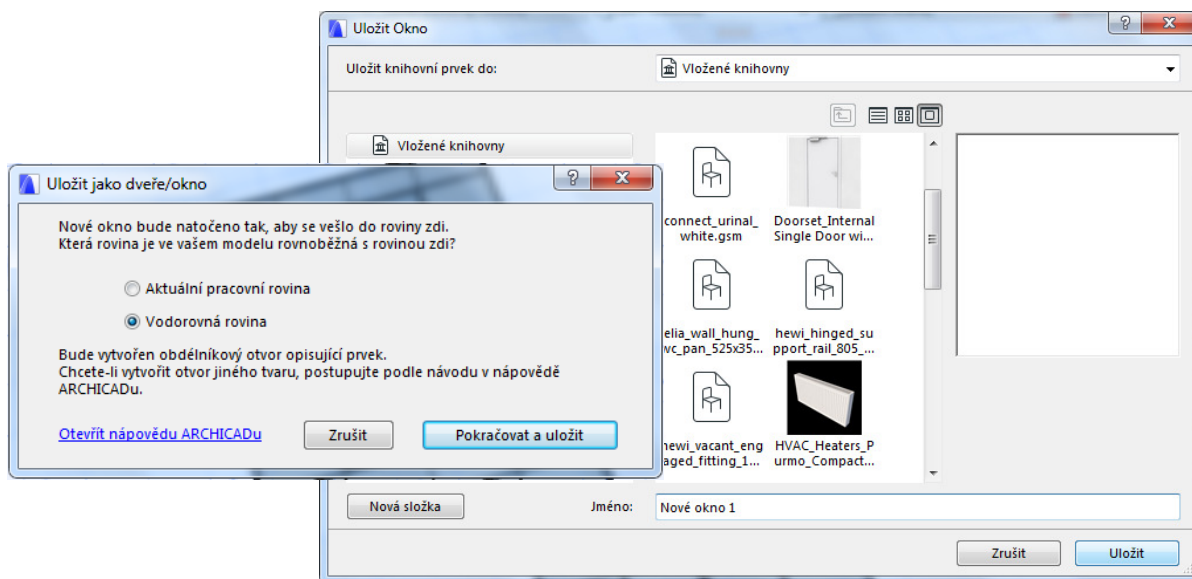 Uložit Okno
Uložit knihovní prvek do:
Vložené knihovny
Vložené knihovny
connect_urinal_
white.gsm
Doorset_Internal
Single Door wi...
elia_wall_hung_
wc_pan_525x35...
hewi_hinged_su
pport_rail_805_...
hewi_vacant_eng
aged_fitting_1...
HVAC_Heaters_P
urmo_Compact...
Nová složka
Jméno:
Nové okno 1
Zrušit
Uložit
Uložit jako dveře/okno
Nové okno bude natočeno tak, aby se vešlo do roviny zdi.
Která rovina je ve vašem modelu rovnoběžná s rovinou zdi?
Aktuální pracovní rovina
Vodorovná rovina
Bude vytvořen obdélníkový otvor opisující prvek.
Chcete-li vytvořit otvor jiného tvaru, postupujte podle návodu v nápovědě
ARCHICADu.
Otevřít nápovědu ARCHICADu
Zrušit
Pokračovat a uložit